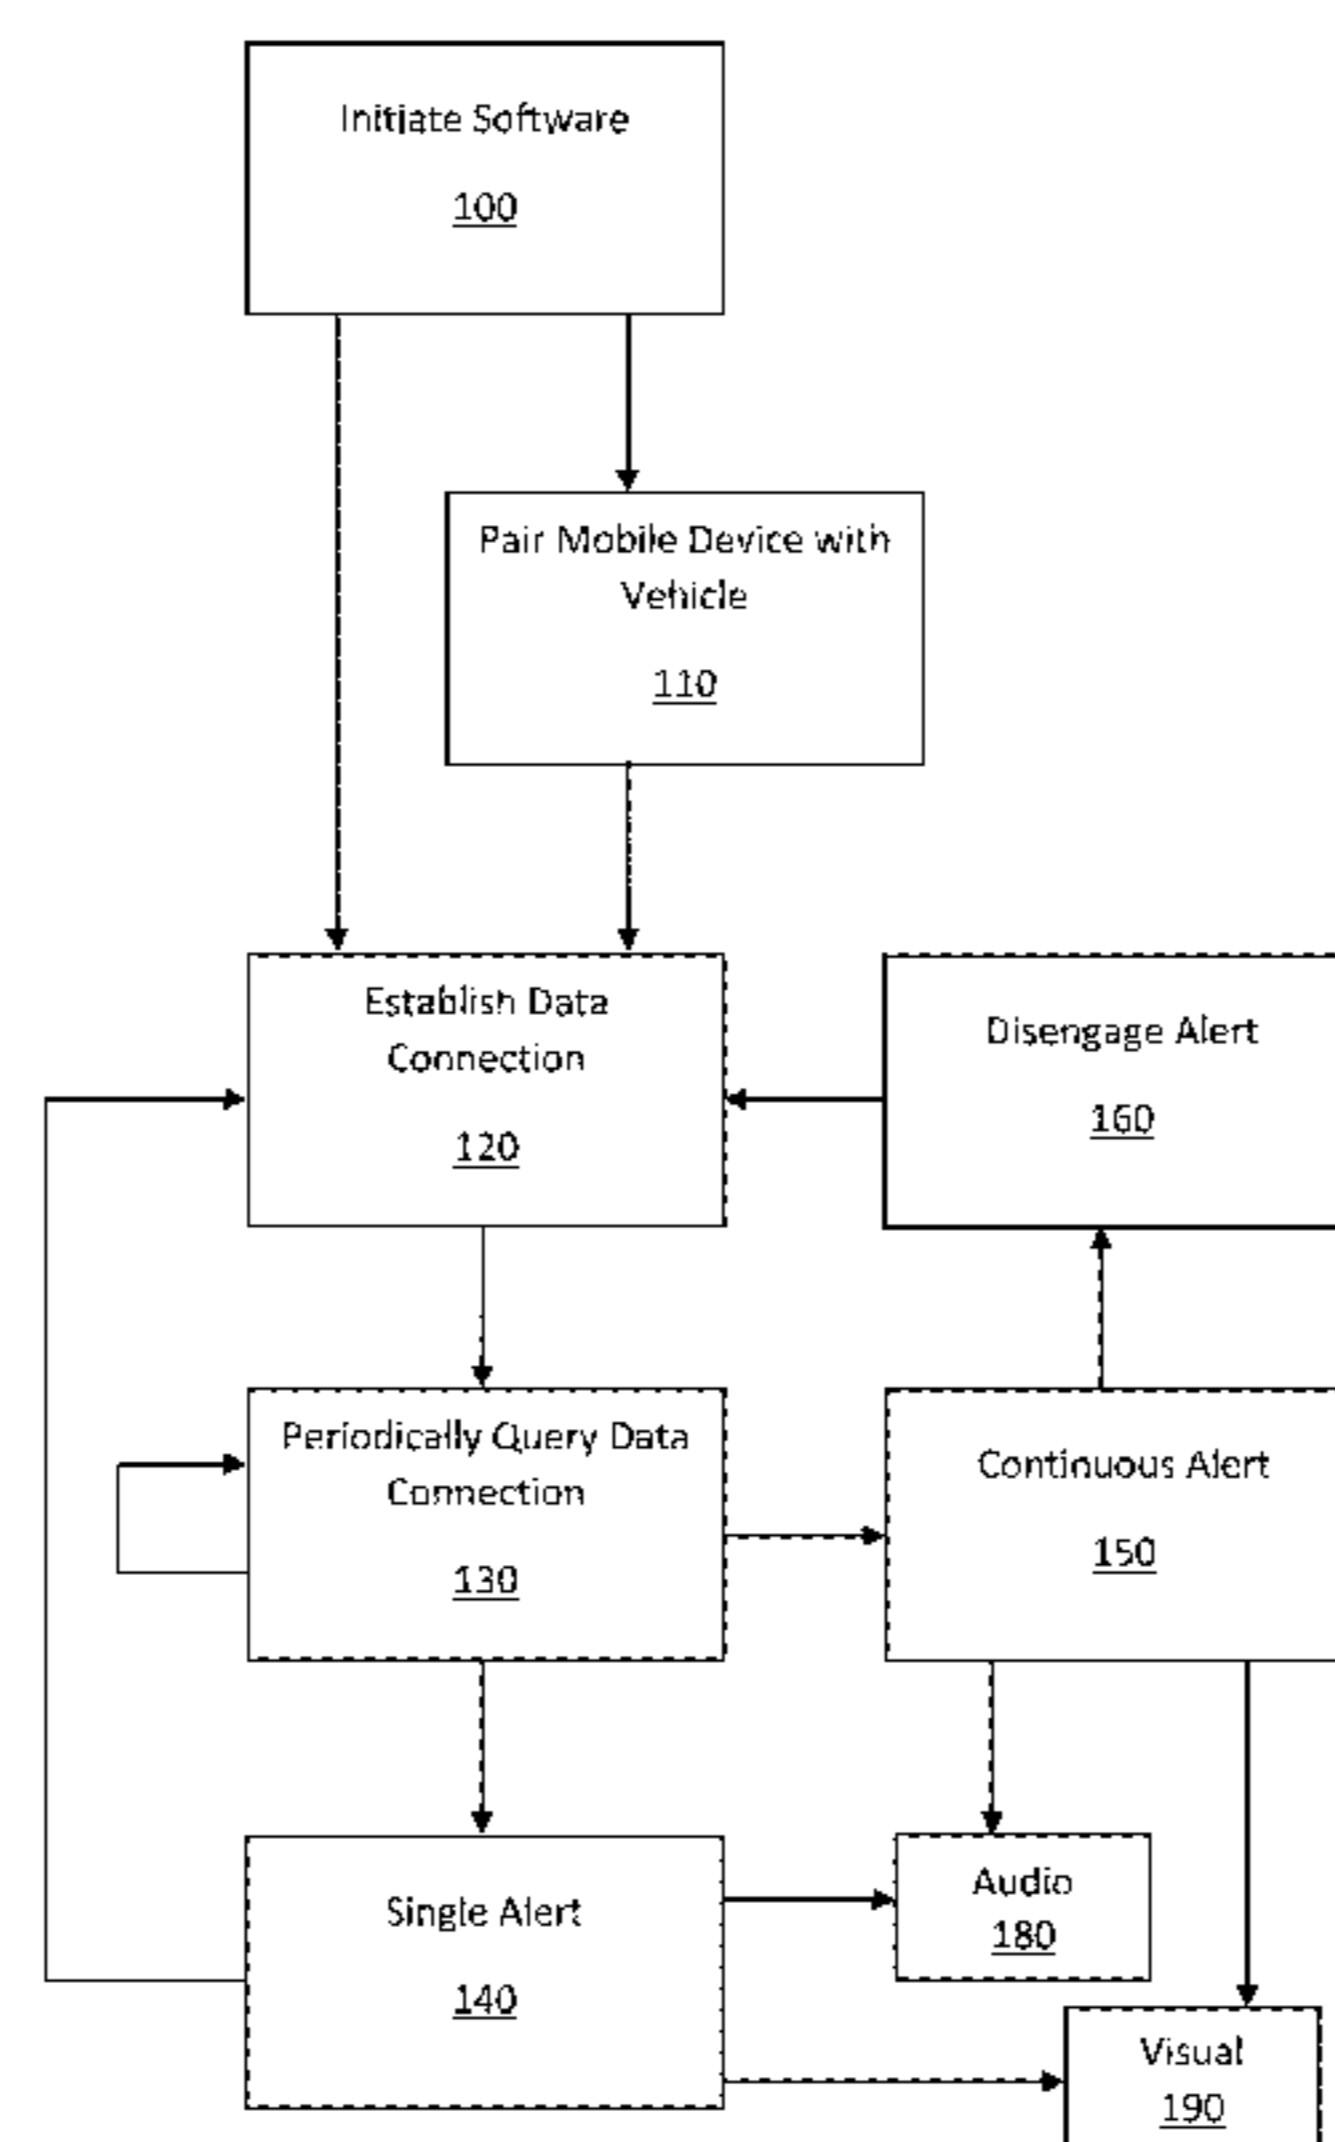 Initiate Software
100
Pair Mobile Device with
Vehicle
110
Establish Data
Connection
120
Disengage Alert
160
Periodically Query Data
Connection
130
Continuous Alert
150
Single Alert
140
Audio
180
Visual
190